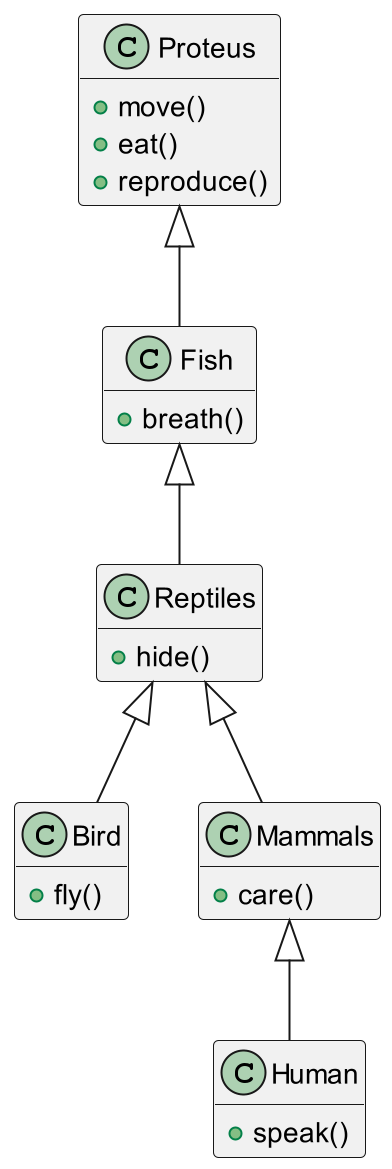 C Proteus
move()
eat()
reproduce()
C Fish
breath()
C Reptiles
hide()
C Bird
fly()
C Mammals
care()
C Human
speak()